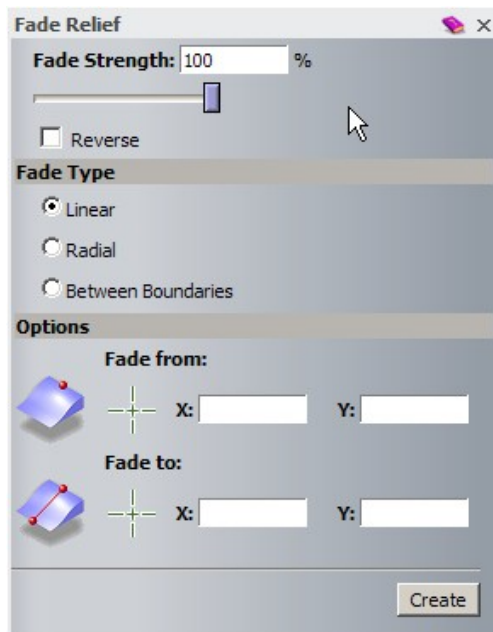 Fade Relief
Fade Strength: 100 %
Reverse
Fade Type
Linear
Radial
Between Boundaries
Options
Fade from:
X: Y:
Fade to:
X: Y:
Create